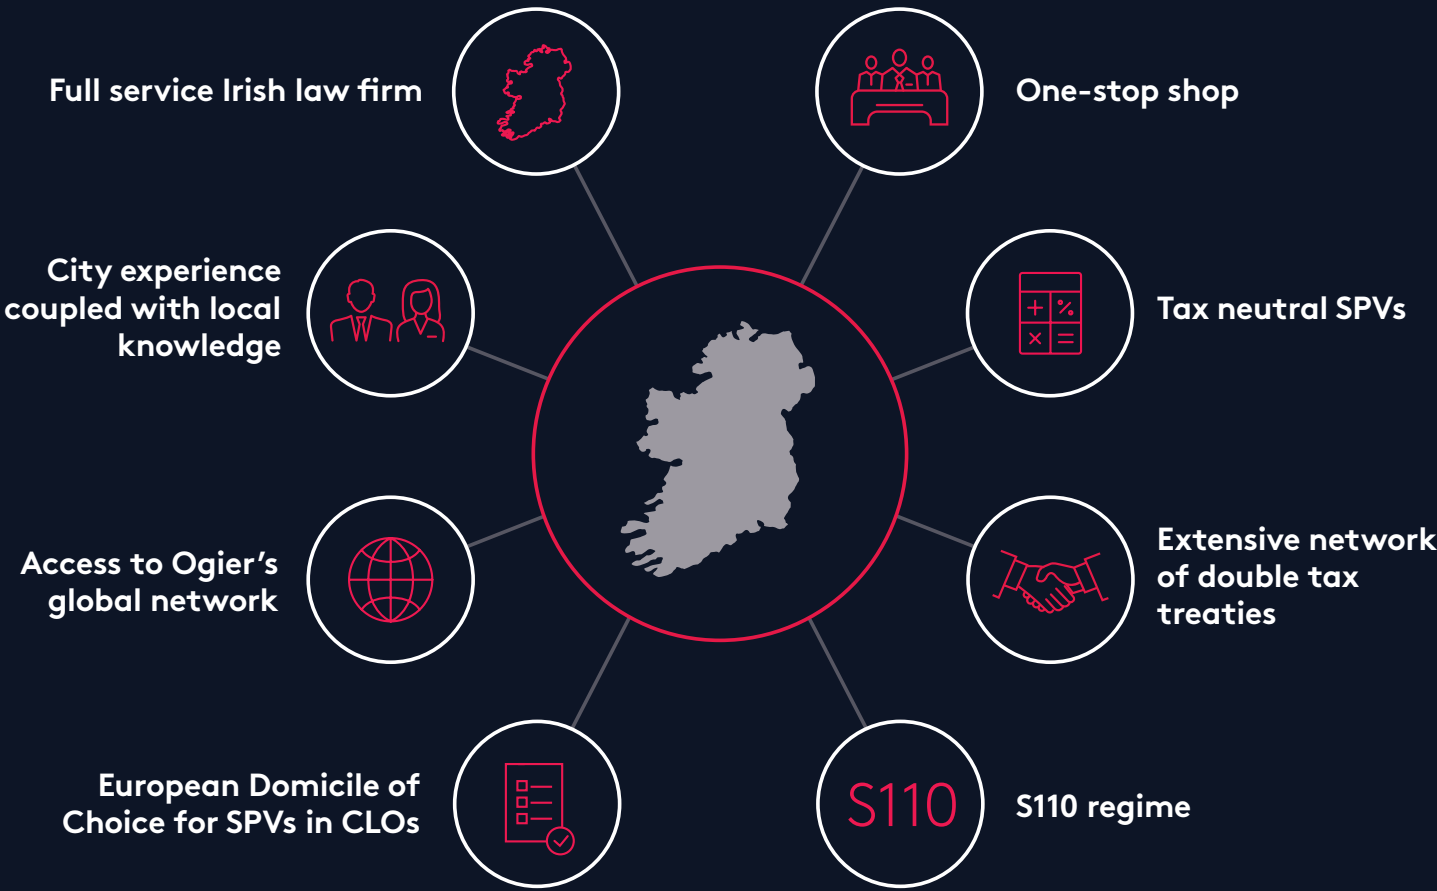 Full service Irish law firm
One-stop shop
City experience
coupled with local
knowledge
Tax neutral SPVs
Access to Ogier’s
global network
Extensive network
of double tax
treaties
European Domicile of
Choice for SPVs in CLOs
S110
S110 regime